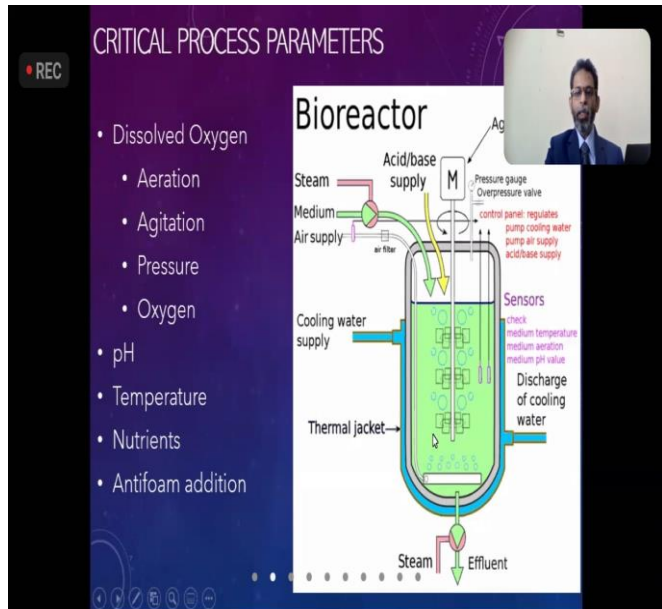 CRITICAL PROCESS PARAMETERS
REC
• Dissolved Oxygen
• Aeration
• Agitation
• Pressure
• Oxygen
• pH
• Temperature
• Nutrients
• Antifoam addition
Bioreactor
Ag
Acid/base
supply
M
Steam
Medium
Air supply
air filter
Pressure gauge
Overpressure valve
control panel: regulates
pump cooling water
pump air supply
acid/base supply
Cooling water
supply
Sensors
check
medium temperature
medium aeration
medium pH value
Thermal jacket
Discharge
of cooling
water
Steam
Effluent